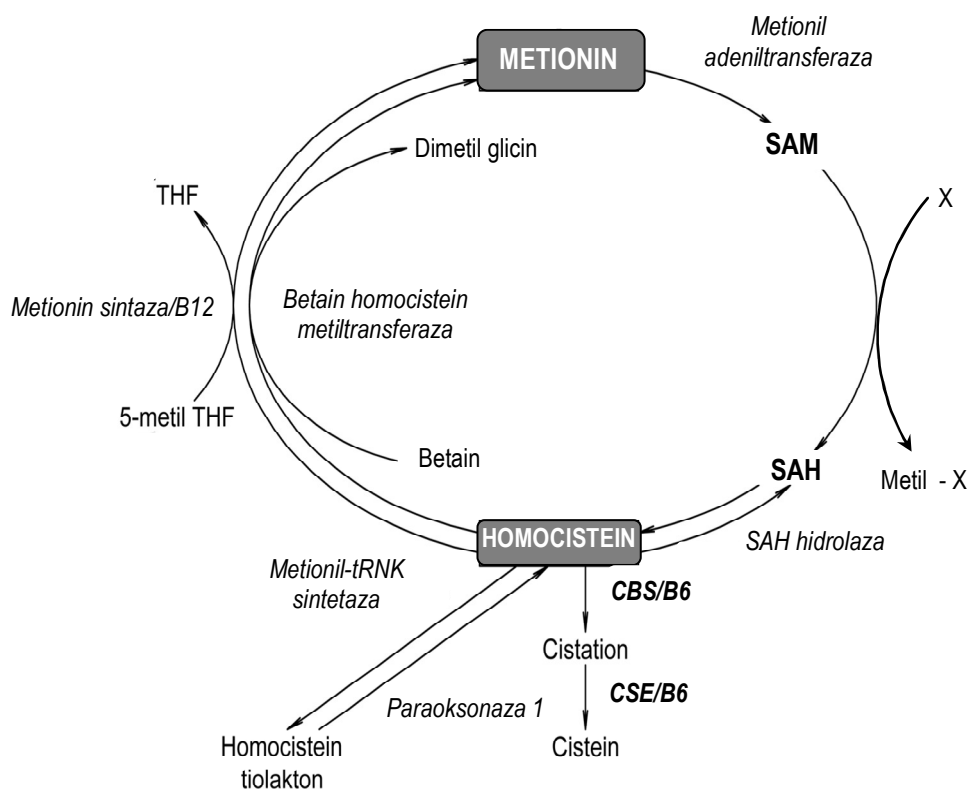 Metionil
adeniltransferaza
METIONIN
SAM
Dimetil glicin
THF
X
Metionin sintaza/B12
Betain homocistein
metiltransferaza
5-metil THF
Betain
SAH
Metil - X
HOMOCISTEIN
SAH hidrolaza
Metionil-tRNK
sintetaza
CBS/B6
Cistation
CSE/B6
Paraoksonaza 1
Homocistein
tiolakton
Cistein